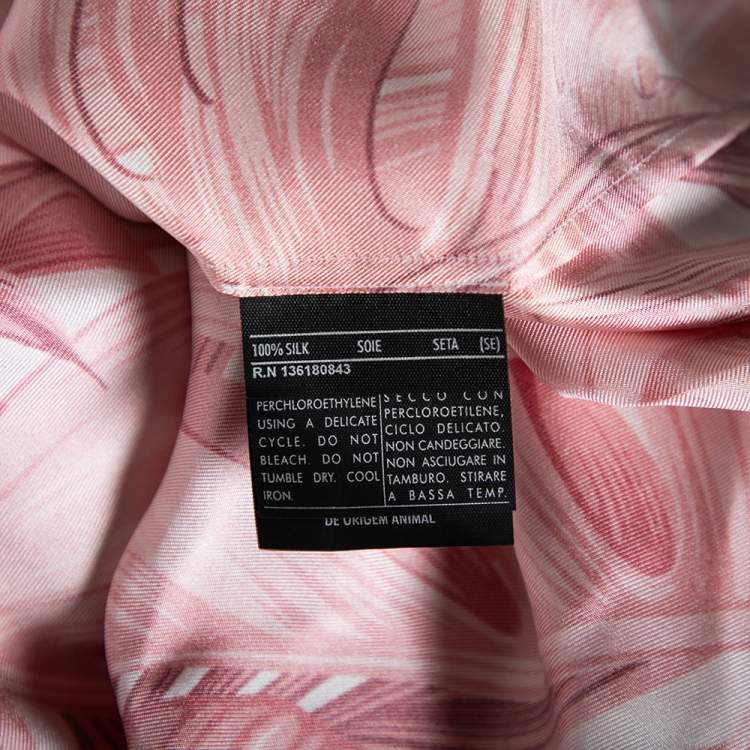 100% SILK SOIE SETA (SE)
R.N 136180843
PERCHLOROETHYLENE
USING A DELICATE
CYCLE. DO NOT
BLEACH. DO NOT
TUMBLE DRY. COOL
IRON.
SECCO CON
PERCLOROETILENE,
CICLO DELICATO.
NON CANDEGGIARE.
NON ASCIUGARE IN
TAMBURO. STIRARE
A BASSA TEMP.
DE ORIGEM ANIMAL